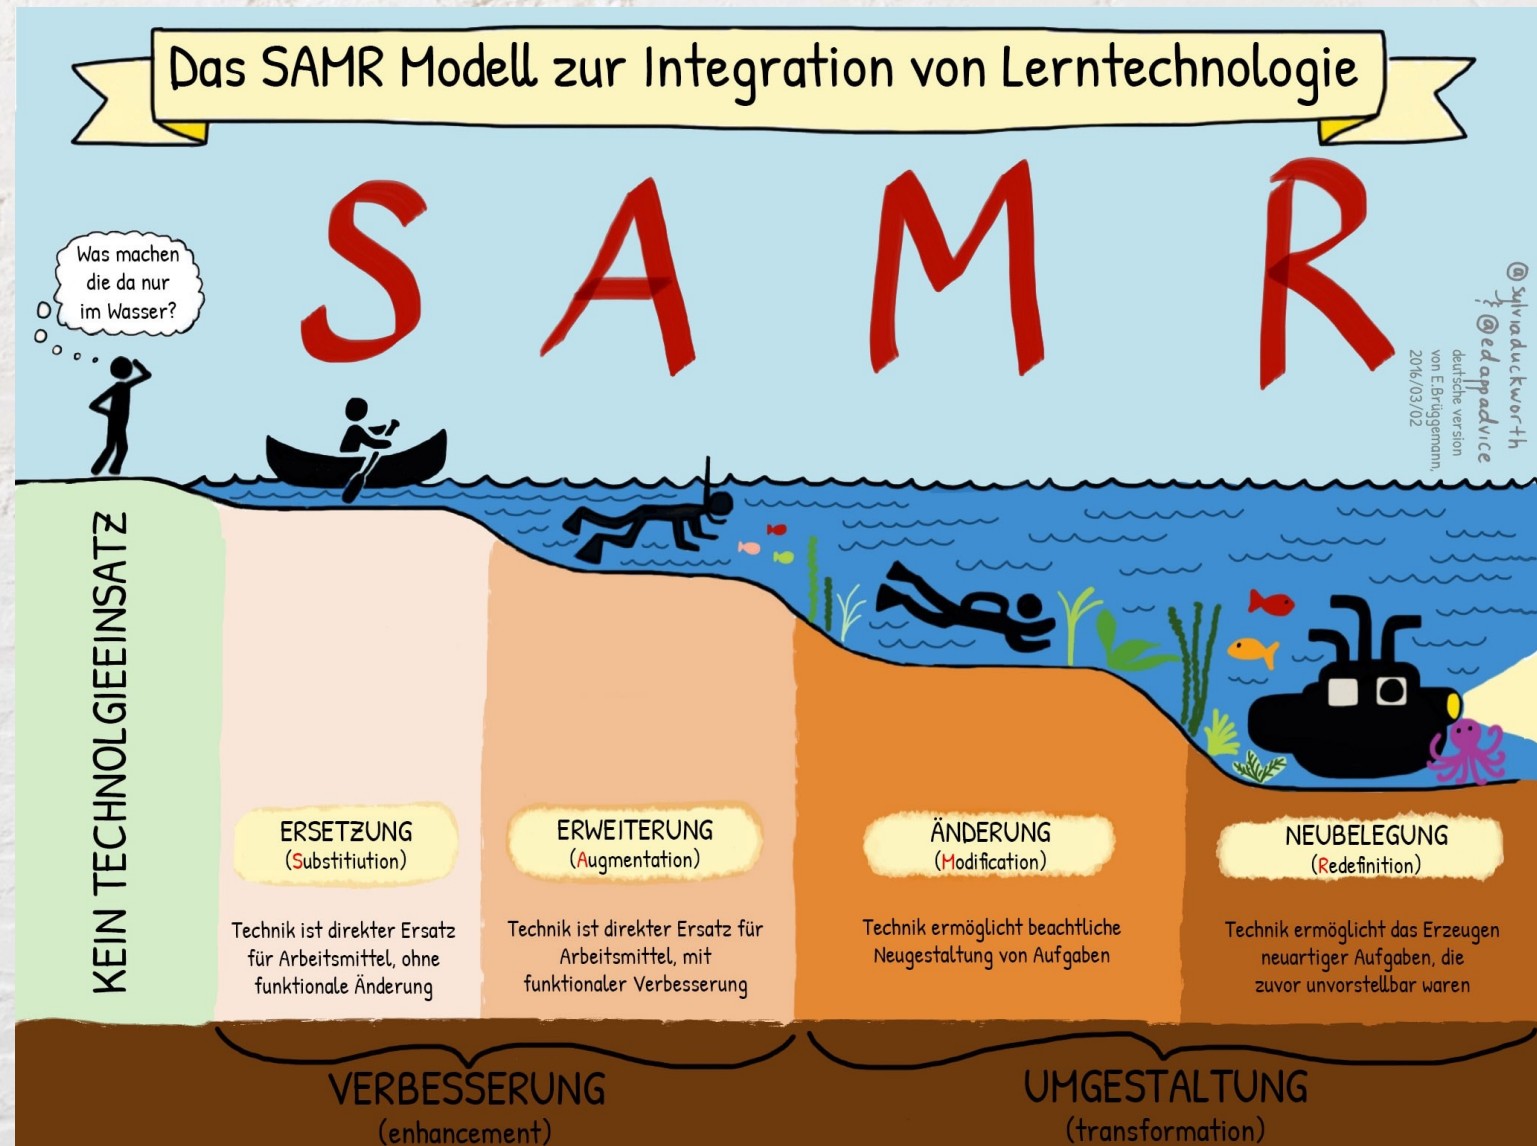 Das SAMR Modell zur Integration von Lerntechnologie
S A M R
Was machen
die da nur
im Wasser?
@sylviaduckworth
& @edappadvice
deutsche version
von E.Brüggemann,
2016/03/02
KEIN TECHNOLGIEEINSATZ
ERSETZUNG
(Substitiution)
Technik ist direkter Ersatz
für Arbeitsmittel, ohne
funktionale Änderung
ERWEITERUNG
(Augmentation)
Technik ist direkter Ersatz für
Arbeitsmittel, mit
funktionaler Verbesserung
ÄNDERUNG
(Modification)
Technik ermöglicht beachtliche
Neugestaltung von Aufgaben
NEUBELEGUNG
(Redefinition)
Technik ermöglicht das Erzeugen
neuartiger Aufgaben, die
zuvor unvorstellbar waren
VERBESSERUNG
(enhancement)
UMGESTALTUNG
(transformation)